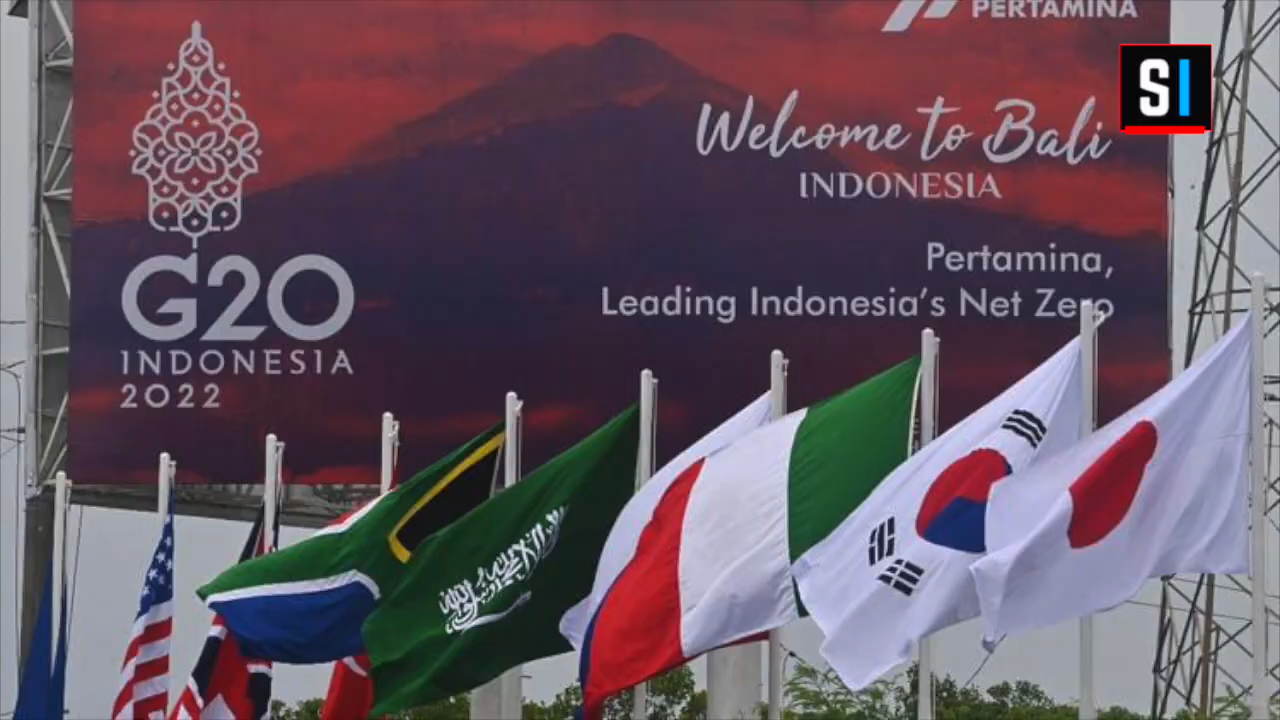 PERTAMINA
SI
Welcome to Bali
INDONESIA
Pertamina,
Leading Indonesia's Net Zero
G20
INDONESIA
2022